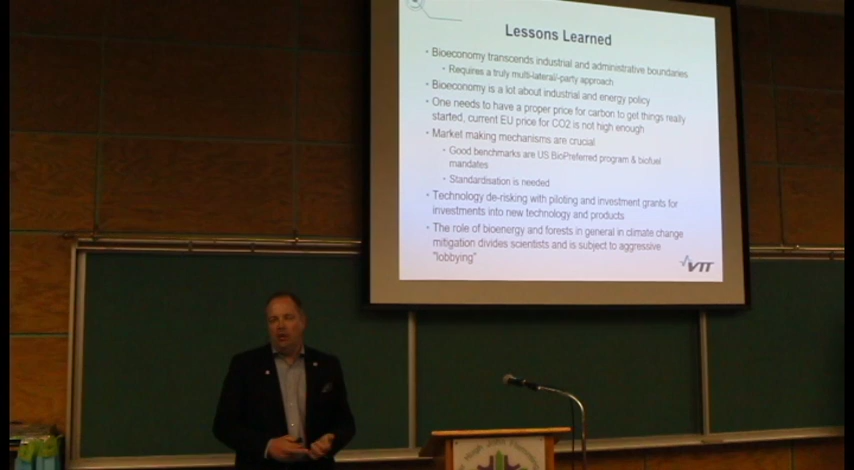 Lessons Learned
• Bioeconomy transcends industrial and administrative boundaries
• Requires a truly multi-lateral/-party approach
• Bioeconomy is a lot about industrial and energy policy
• One needs to have a proper price for carbon to get things really
started, current EU price for CO2 is not high enough
• Market making mechanisms are crucial
• Good benchmarks are US BioPreferred program & biofuel
mandates
• Standardisation is needed
• Technology de-risking with piloting and investment grants for
investments into new technology and products
• The role of bioenergy and forests in general in climate change
mitigation divides scientists and is subject to aggressive
"lobbying"
VTT
Hugh John Flemming